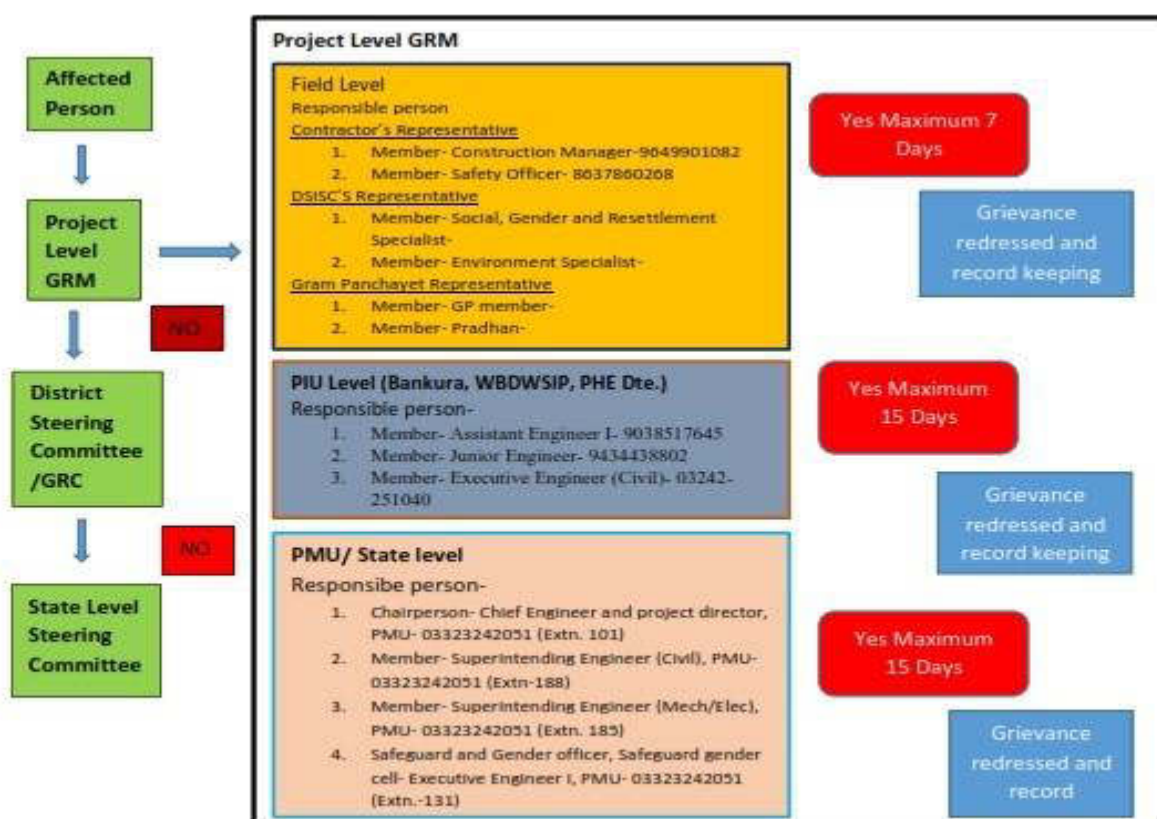 Affected
Person
Project
Level
GRM
NO
District
Steering
Committee
/GRC
NO
State Level
Steering
Committee
Project Level GRM
Field Level
Responsible person
Contractor's Representative
1. Member- Construction Manager-9649901082
2. Member- Safety Officer- 8637860268
DSISC'S Representative
1. Member- Social, Gender and Resettlement
Specialist-
2. Member- Environment Specialist-
Gram Panchayet Representative
1. Member- GP member-
2. Member- Pradhan-
Yes Maximum 7
Days
Grievance
redressed and
record keeping
PIU Level (Bankura, WBDWSIP, PHE Dte.)
Responsible person-
1. Member- Assistant Engineer I- 9038517645
2. Member- Junior Engineer- 9434438802
3. Member- Executive Engineer (Civil)- 03242-
251040
Yes Maximum
15 Days
Grievance
redressed and
record keeping
PMU/ State level
Responsibe person-
1. Chairperson- Chief Engineer and project director,
PMU- 03323242051 (Extn. 101)
2. Member- Superintending Engineer (Civil), PMU-
03323242051 (Extn-188)
3. Member- Superintending Engineer (Mech/Elec),
PMU- 03323242051 (Extn. 185)
4. Safeguard and Gender officer, Safeguard gender
cell- Executive Engineer I, PMU- 03323242051
(Extn.-131)
Yes Maximum
15 Days
Grievance
redressed and
record